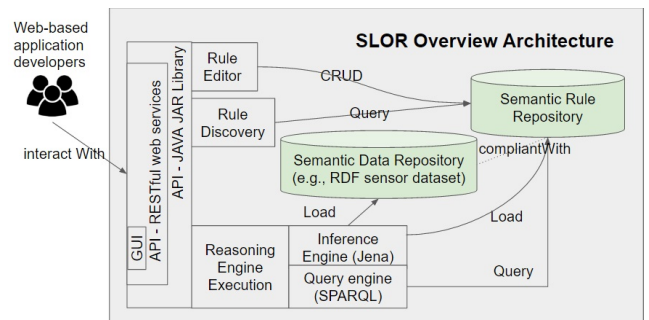 Web-based
application
developers
SLOR Overview Architecture
Rule
Editor
CRUD
Rule
Discovery
Query
Semantic Rule
Repository
interact With
GUI
API - RESTful web services
API - JAVA JAR Library
Semantic Data Repository
(e.g., RDF sensor dataset)
compliantWith
Load
Load
Reasoning
Engine
Execution
Inference
Engine (Jena)
Query engine
(SPARQL)
Query